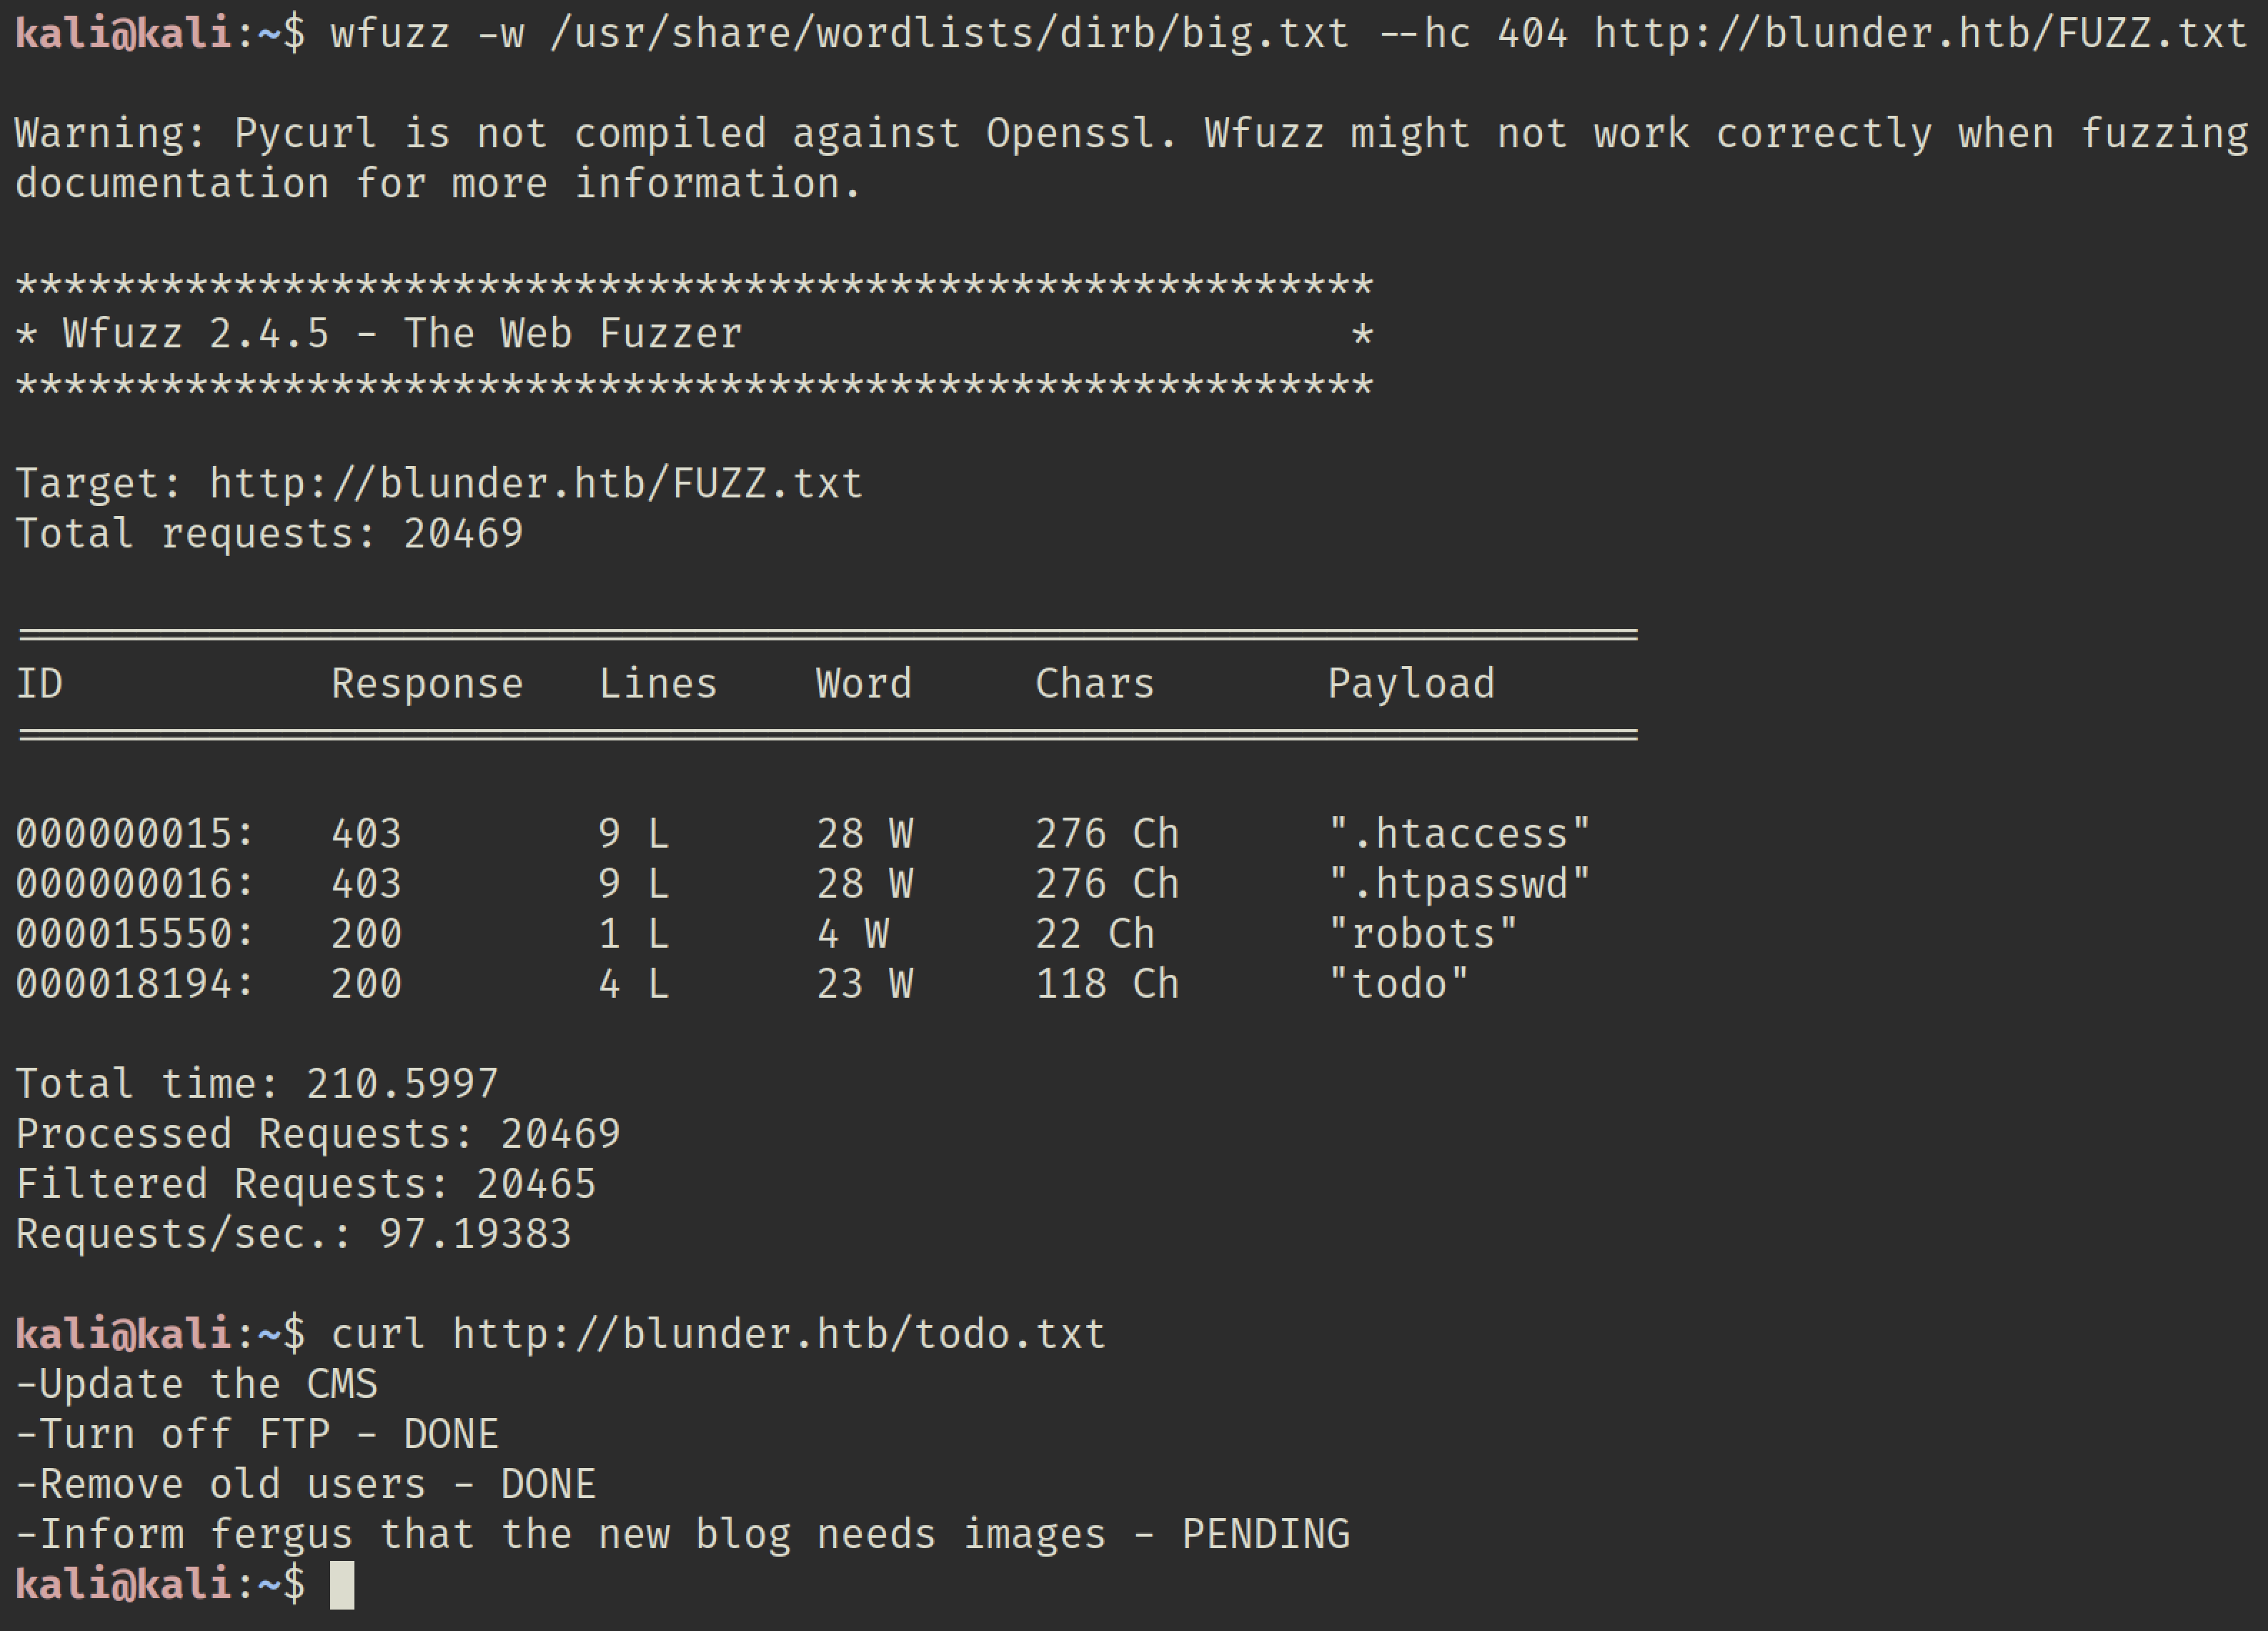 kali@kali:~$ wfuzz -w /usr/share/wordlists/dirb/big.txt --hc 404 http://blunder.htb/FUZZ.txt
Warning: Pycurl is not compiled against Openssl. Wfuzz might not work correctly when fuzzing
documentation for more information.
********************************************************
* Wfuzz 2.4.5 - The Web Fuzzer                         *
********************************************************
Target: http://blunder.htb/FUZZ.txt
Total requests: 20469
===================================================================
ID           Response   Lines    Word     Chars       Payload
===================================================================
000000015:   403        9 L      28 W     276 Ch      ".htaccess"
000000016:   403        9 L      28 W     276 Ch      ".htpasswd"
000015550:   200        1 L      4 W      22 Ch       "robots"
000018194:   200        4 L      23 W     118 Ch      "todo"
Total time: 210.5997
Processed Requests: 20469
Filtered Requests: 20465
Requests/sec.: 97.19383
kali@kali:~$ curl http://blunder.htb/todo.txt
-Update the CMS
-Turn off FTP - DONE
-Remove old users - DONE
-Inform fergus that the new blog needs images - PENDING
kali@kali:~$